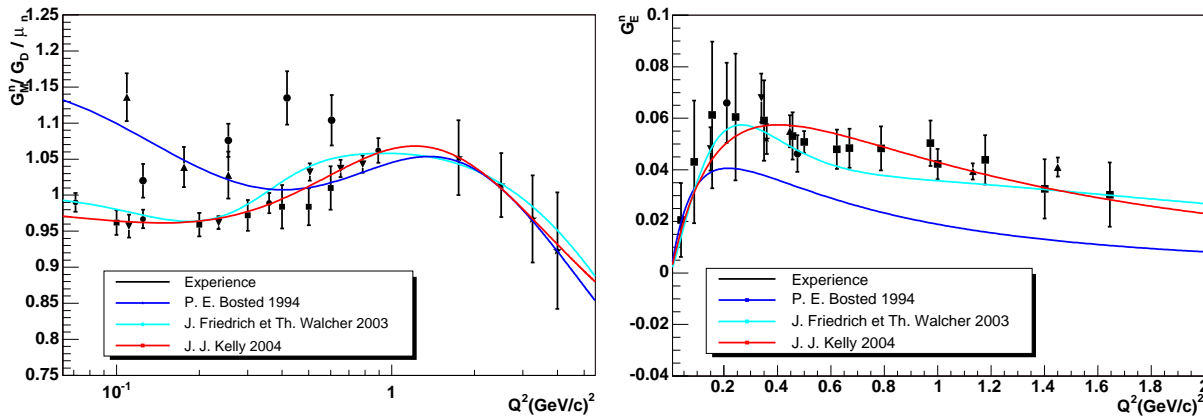 G_M^n / G_D / μ_n
1.25
1.2
1.15
1.1
1.05
1
0.95
0.9
0.85
0.8
0.75
10^-1
1
Q^2(GeV/c)^2
Experience
P. E. Bosted 1994
J. Friedrich et Th. Walcher 2003
J. J. Kelly 2004
G_E^n
0.1
0.08
0.06
0.04
0.02
0
-0.02
-0.04
0.2
0.4
0.6
0.8
1
1.2
1.4
1.6
1.8
2
Q^2(GeV/c)^2
Experience
P. E. Bosted 1994
J. Friedrich et Th. Walcher 2003
J. J. Kelly 2004